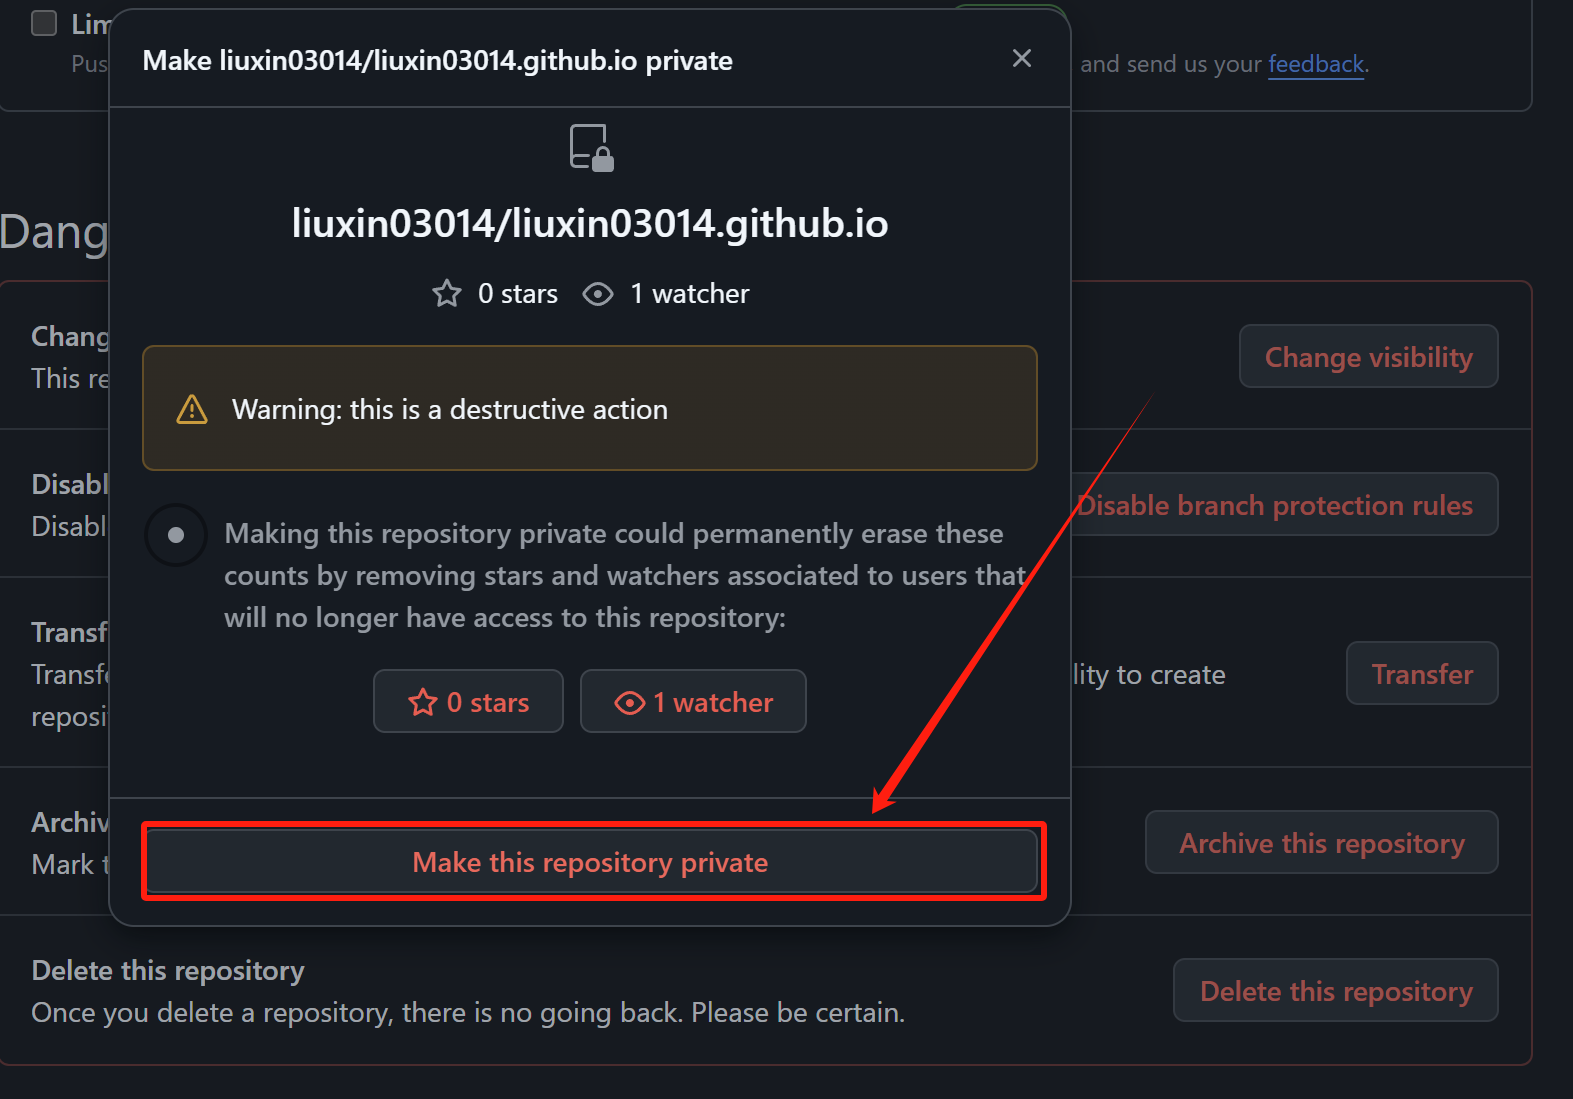 Lim
Pus
and send us your feedback.
Make liuxin03014/liuxin03014.github.io private
liuxin03014/liuxin03014.github.io
0 stars 1 watcher
Warning: this is a destructive action
Making this repository private could permanently erase these
counts by removing stars and watchers associated to users that
will no longer have access to this repository:
0 stars 1 watcher
Make this repository private
Dang
Chang
This re
Change visibility
Disabl
Disabl
Disable branch protection rules
Transf
Transfe
lity to create
reposi
Transfer
Archiv
Mark t
Archive this repository
Delete this repository
Once you delete a repository, there is no going back. Please be certain.
Delete this repository